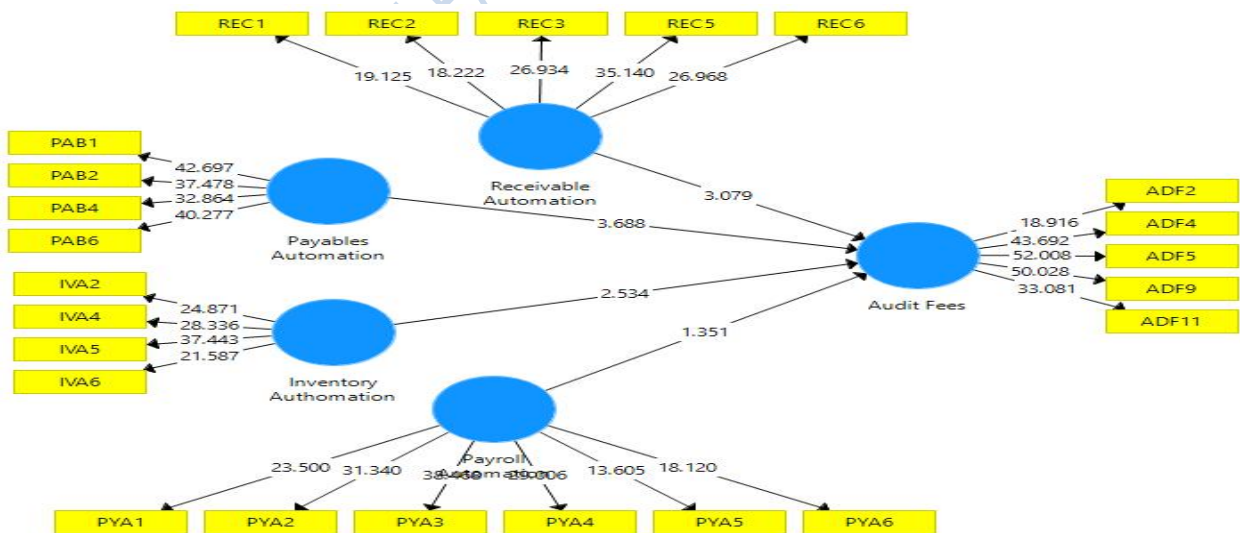 REC1 REC2 REC3 REC5 REC6
19.125 18.222 26.934 35.140 26.968
PAB1
PAB2
PAB4
PAB6
42.697
37.478
32.864
40.277
Payables
Automation
Receivable
Automation
3.079
3.688
2.534
1.351
IVA2
IVA4
IVA5
IVA6
24.871
28.336
37.443
21.587
Inventory
Authomation
Audit Fees
18.916
43.692
52.008
50.028
33.081
ADF2
ADF4
ADF5
ADF9
ADF11
Payroll
Automation
23.500 31.340 13.605 18.120
PYA1 PYA2 PYA3 PYA4 PYA5 PYA6